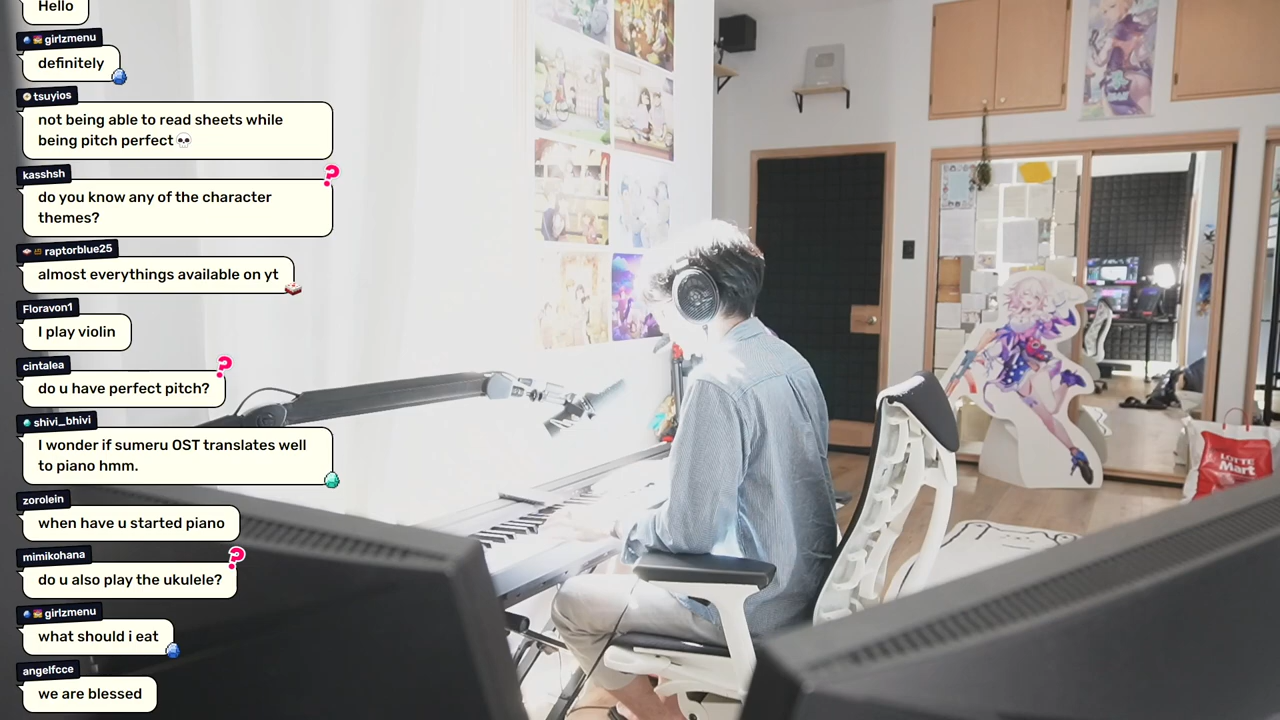 Hello
girlzmenu
definitely
tsuyios
not being able to read sheets while
being pitch perfect💀
kasshsh
do you know any of the character
themes?
raptorblue25
almost everythings available on yt
Floravon1
I play violin
cintalea
do u have perfect pitch?
shivi_bhivi
I wonder if sumeru OST translates well
to piano hmm.
zorolein
when have u started piano
mimikohana
do u also play the ukulele?
girlzmenu
what should i eat
angelfcce
we are blessed
LOTTE
Mart